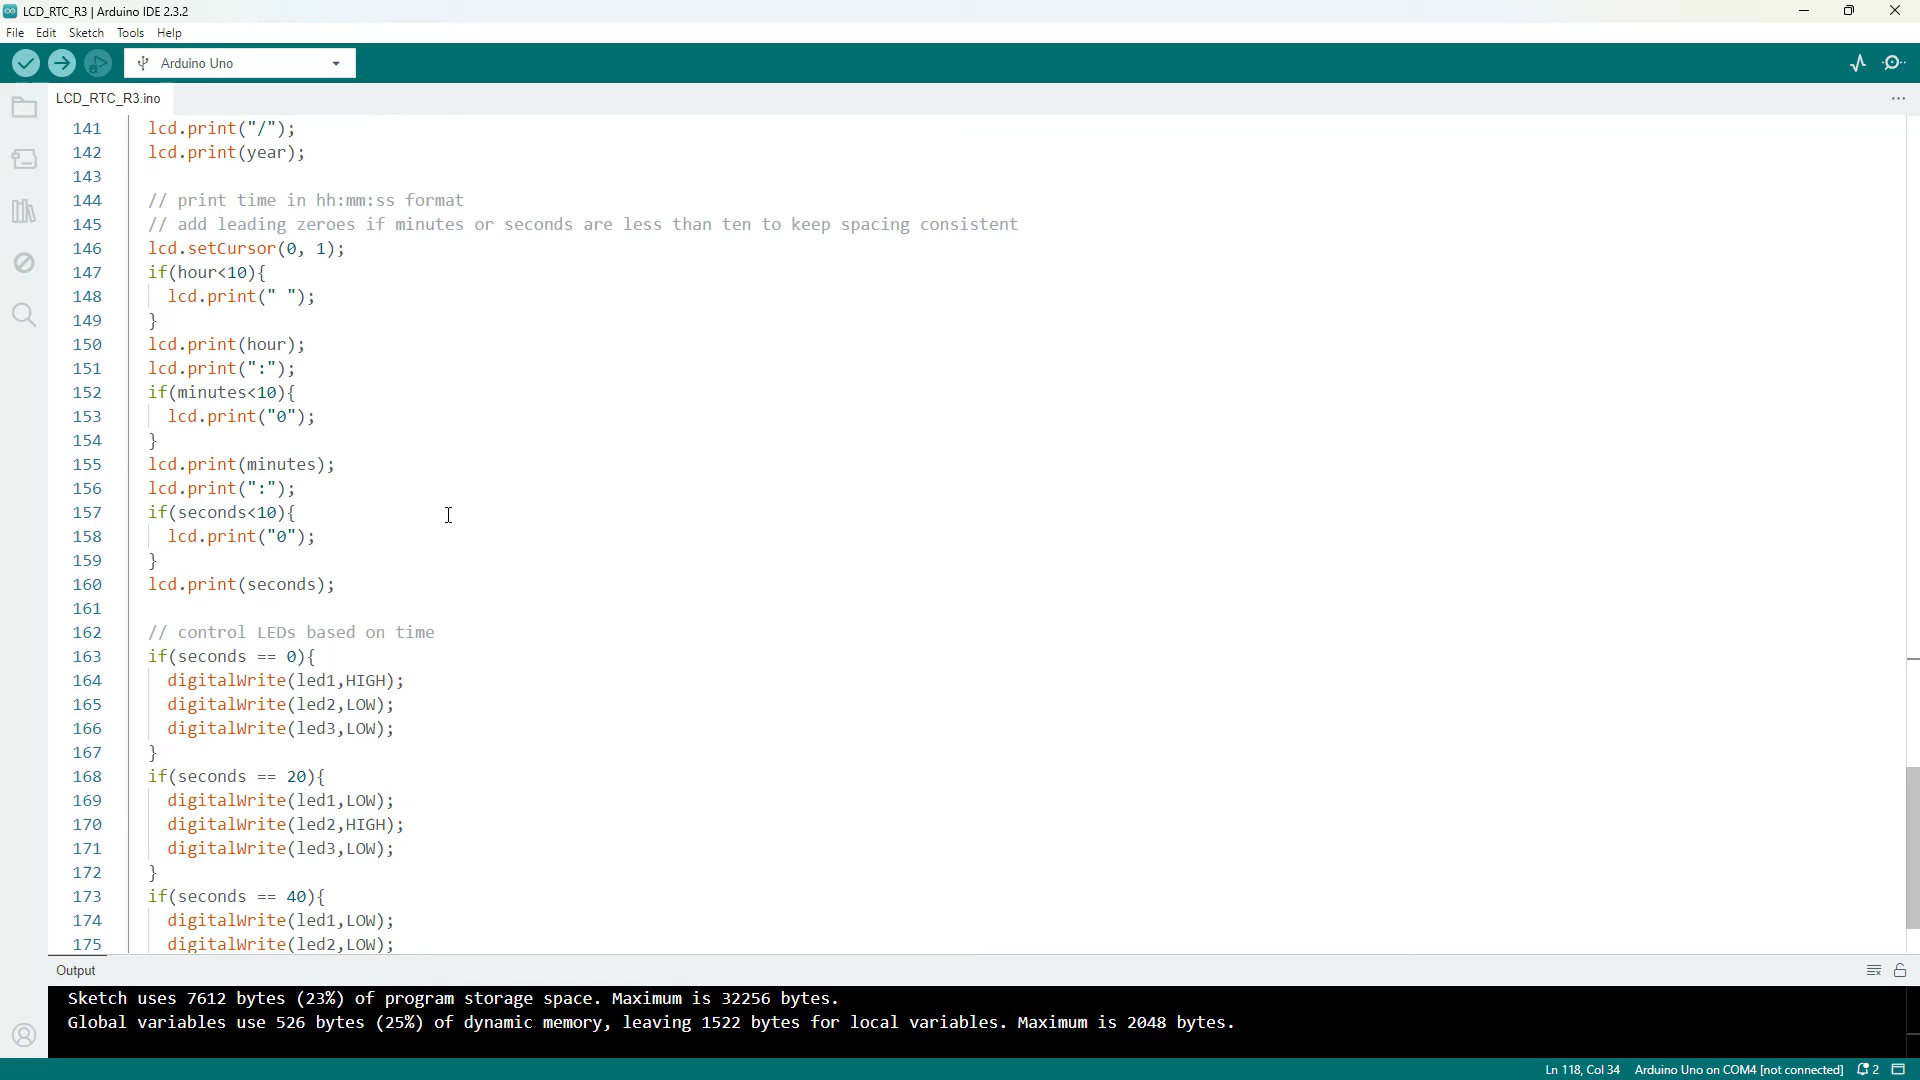 LCD_RTC_R3 | Arduino IDE 2.3.2
File Edit Sketch Tools Help
Arduino Uno
LCD_RTC_R3.ino
141 lcd.print("/");
142 lcd.print(year);
143
144 // print time in hh:mm:ss format
145 // add leading zeroes if minutes or seconds are less than ten to keep spacing consistent
146 lcd.setCursor(0, 1);
147 if(hour<10){
148 lcd.print(" ");
149 }
150 lcd.print(hour);
151 lcd.print(":");
152 if(minutes<10){
153 lcd.print("0");
154 }
155 lcd.print(minutes);
156 lcd.print(":");
157 if(seconds<10){
158 lcd.print("0");
159 }
160 lcd.print(seconds);
161
162 // control LEDs based on time
163 if(seconds == 0){
164 digitalWrite(led1,HIGH);
165 digitalWrite(led2,LOW);
166 digitalWrite(led3,LOW);
167 }
168 if(seconds == 20){
169 digitalWrite(led1,LOW);
170 digitalWrite(led2,HIGH);
171 digitalWrite(led3,LOW);
172 }
173 if(seconds == 40){
174 digitalWrite(led1,LOW);
175 digitalWrite(led2,LOW);
Output
Sketch uses 7612 bytes (23%) of program storage space. Maximum is 32256 bytes.
Global variables use 526 bytes (25%) of dynamic memory, leaving 1522 bytes for local variables. Maximum is 2048 bytes.
Ln 118, Col 34 Arduino Uno on COM4 [not connected] 2